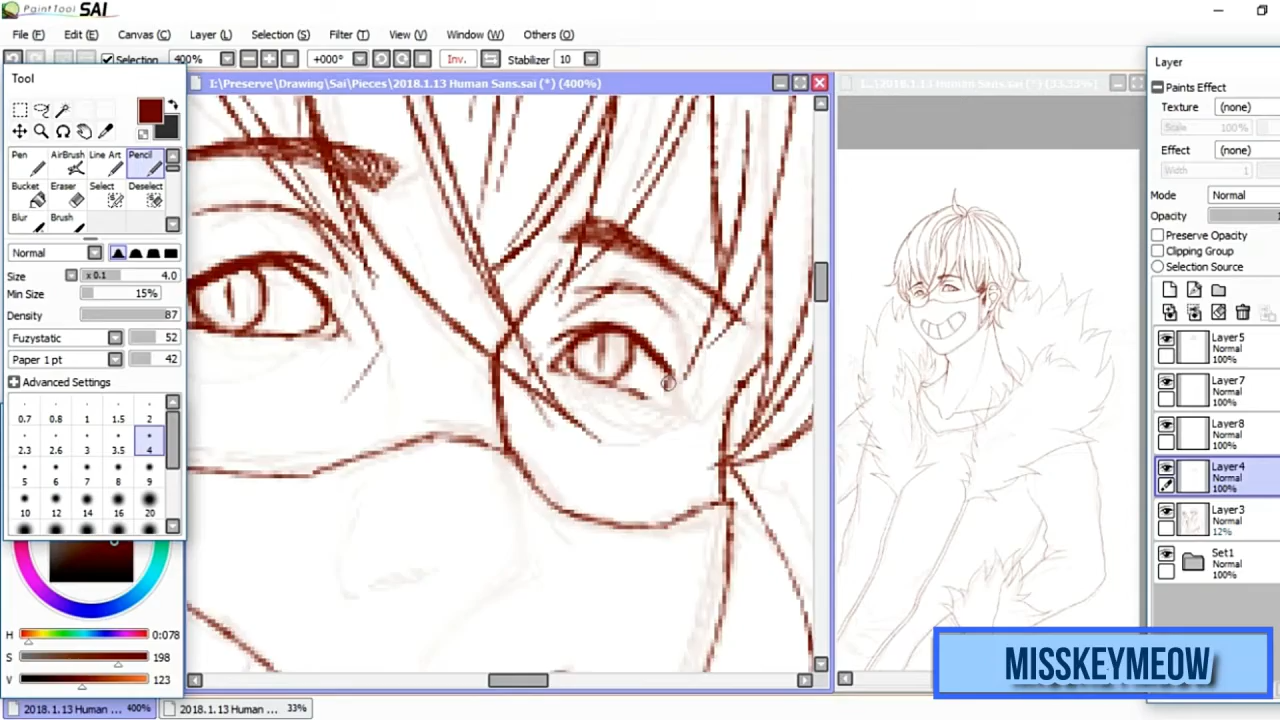 PaintTool SAI
File (F) Edit (E) Canvas (C) Layer (L) Selection (S) Filter (T) View (V) Window (W) Others (O)
Selection 400% +000° Inv. Stabilizer 10
Tool
I:\Preserve\Drawing\Sai\Pieces\2018.1.13 Human Sans.sai (*) (400%)
Layer
Paints Effect
Texture (none)
Scale 100%
Effect (none)
Width 1
Mode Normal
Opacity
Preserve Opacity
Clipping Group
Selection Source
Pen AirBrush Line Art Pencil
Bucket Eraser Select Deselect
Blur Brush
Normal
Size x 0.1 4.0
Min Size 15%
Density 87
Fuzystatic 52
Paper 1 pt 42
Advanced Settings
0.7 0.8 1 1.5 2
2.3 2.6 3 3.5 4
5 6 7 8 9
10 12 14 16 20
Layer5
Normal
100%
Layer7
Normal
100%
Layer8
Normal
100%
Layer4
Normal
100%
Layer3
Normal
12%
Set1
Normal
100%
H 0:078
S 198
V 123
MISSKEYMEOW
2018.1.13 Human ... 400% 2018.1.13 Human ... 33%